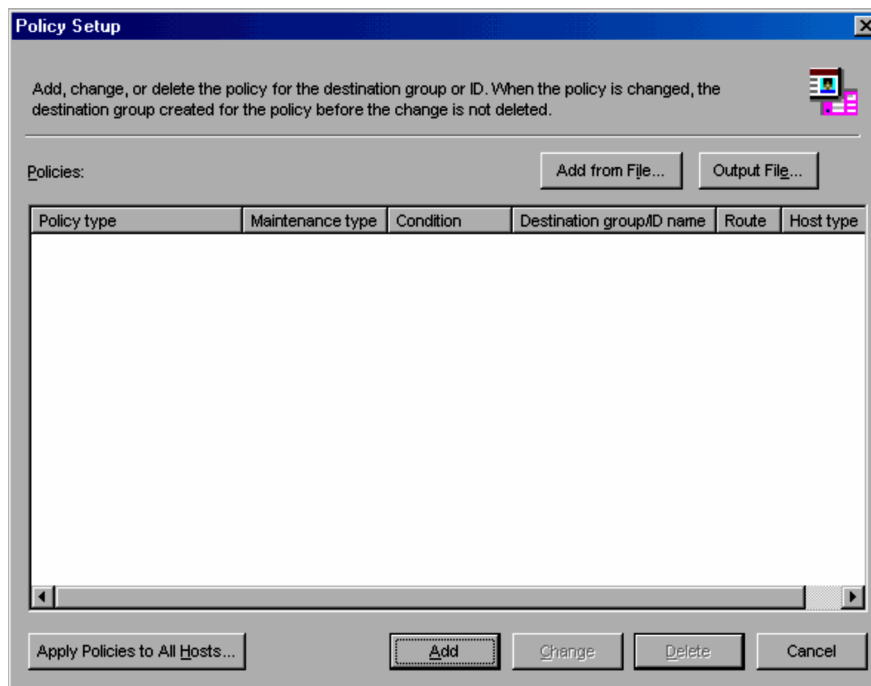 Policy Setup
Add, change, or delete the policy for the destination group or ID. When the policy is changed, the
destination group created for the policy before the change is not deleted.
Policies: Add from File... Output File...
Policy type Maintenance type Condition Destination group/ID name Route Host type
Apply Policies to All Hosts... Add Change Delete Cancel